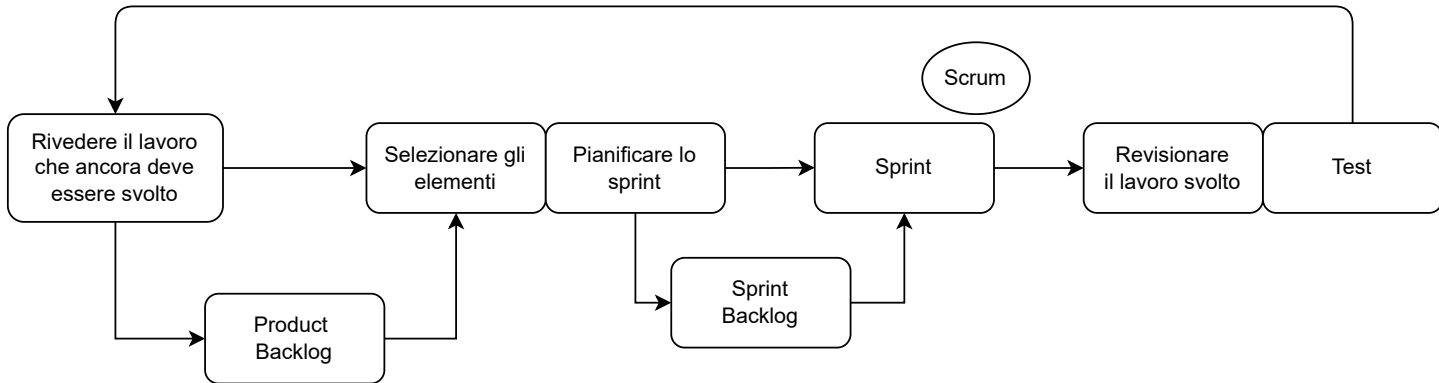 Scrum
Rivedere il lavoro
che ancora deve
essere svolto
Selezionare gli
elementi
Pianificare lo
sprint
Sprint
Revisionare
il lavoro svolto
Test
Product
Backlog
Sprint
Backlog